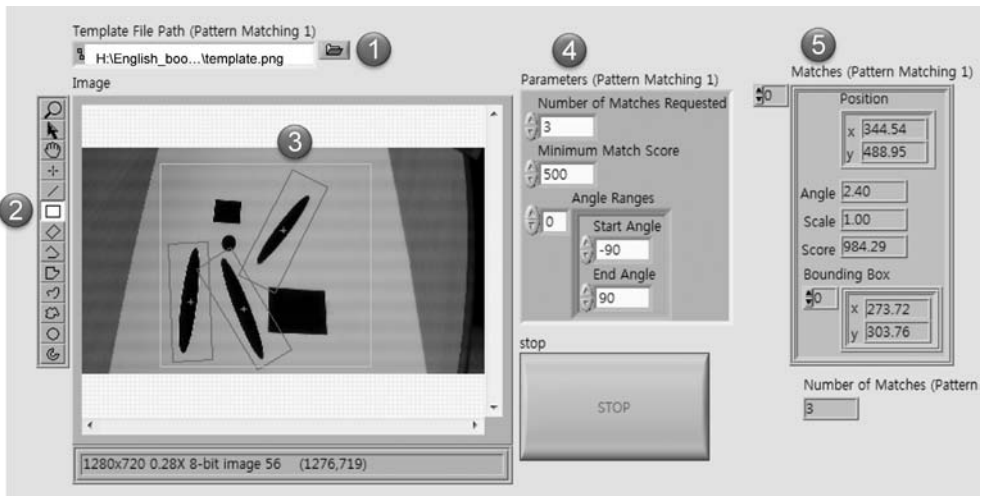 Template File Path (Pattern Matching 1)
H:\English_boo...\template.png
1
Image
2
3
1280x720 0.28X 8-bit image 56 (1276,719)
4
Parameters (Pattern Matching 1)
Number of Matches Requested
3
Minimum Match Score
500
Angle Ranges
0
Start Angle
-90
End Angle
90
stop
STOP
5
Matches (Pattern Matching 1)
0
Position
x 344.54
y 488.95
Angle 2.40
Scale 1.00
Score 984.29
Bounding Box
0
x 273.72
y 303.76
Number of Matches (Pattern
3